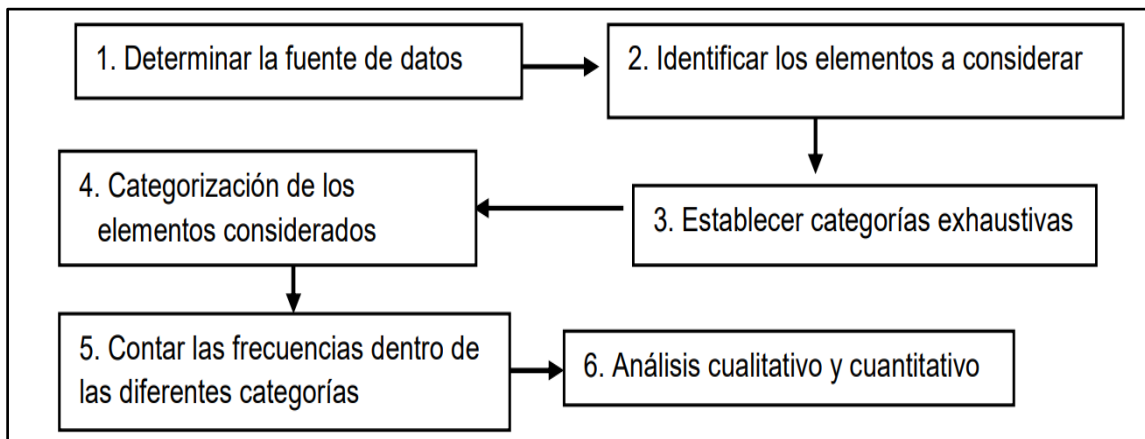 1. Determinar la fuente de datos
2. Identificar los elementos a considerar
3. Establecer categorías exhaustivas
4. Categorización de los
elementos considerados
5. Contar las frecuencias dentro de
las diferentes categorías
6. Análisis cualitativo y cuantitativo